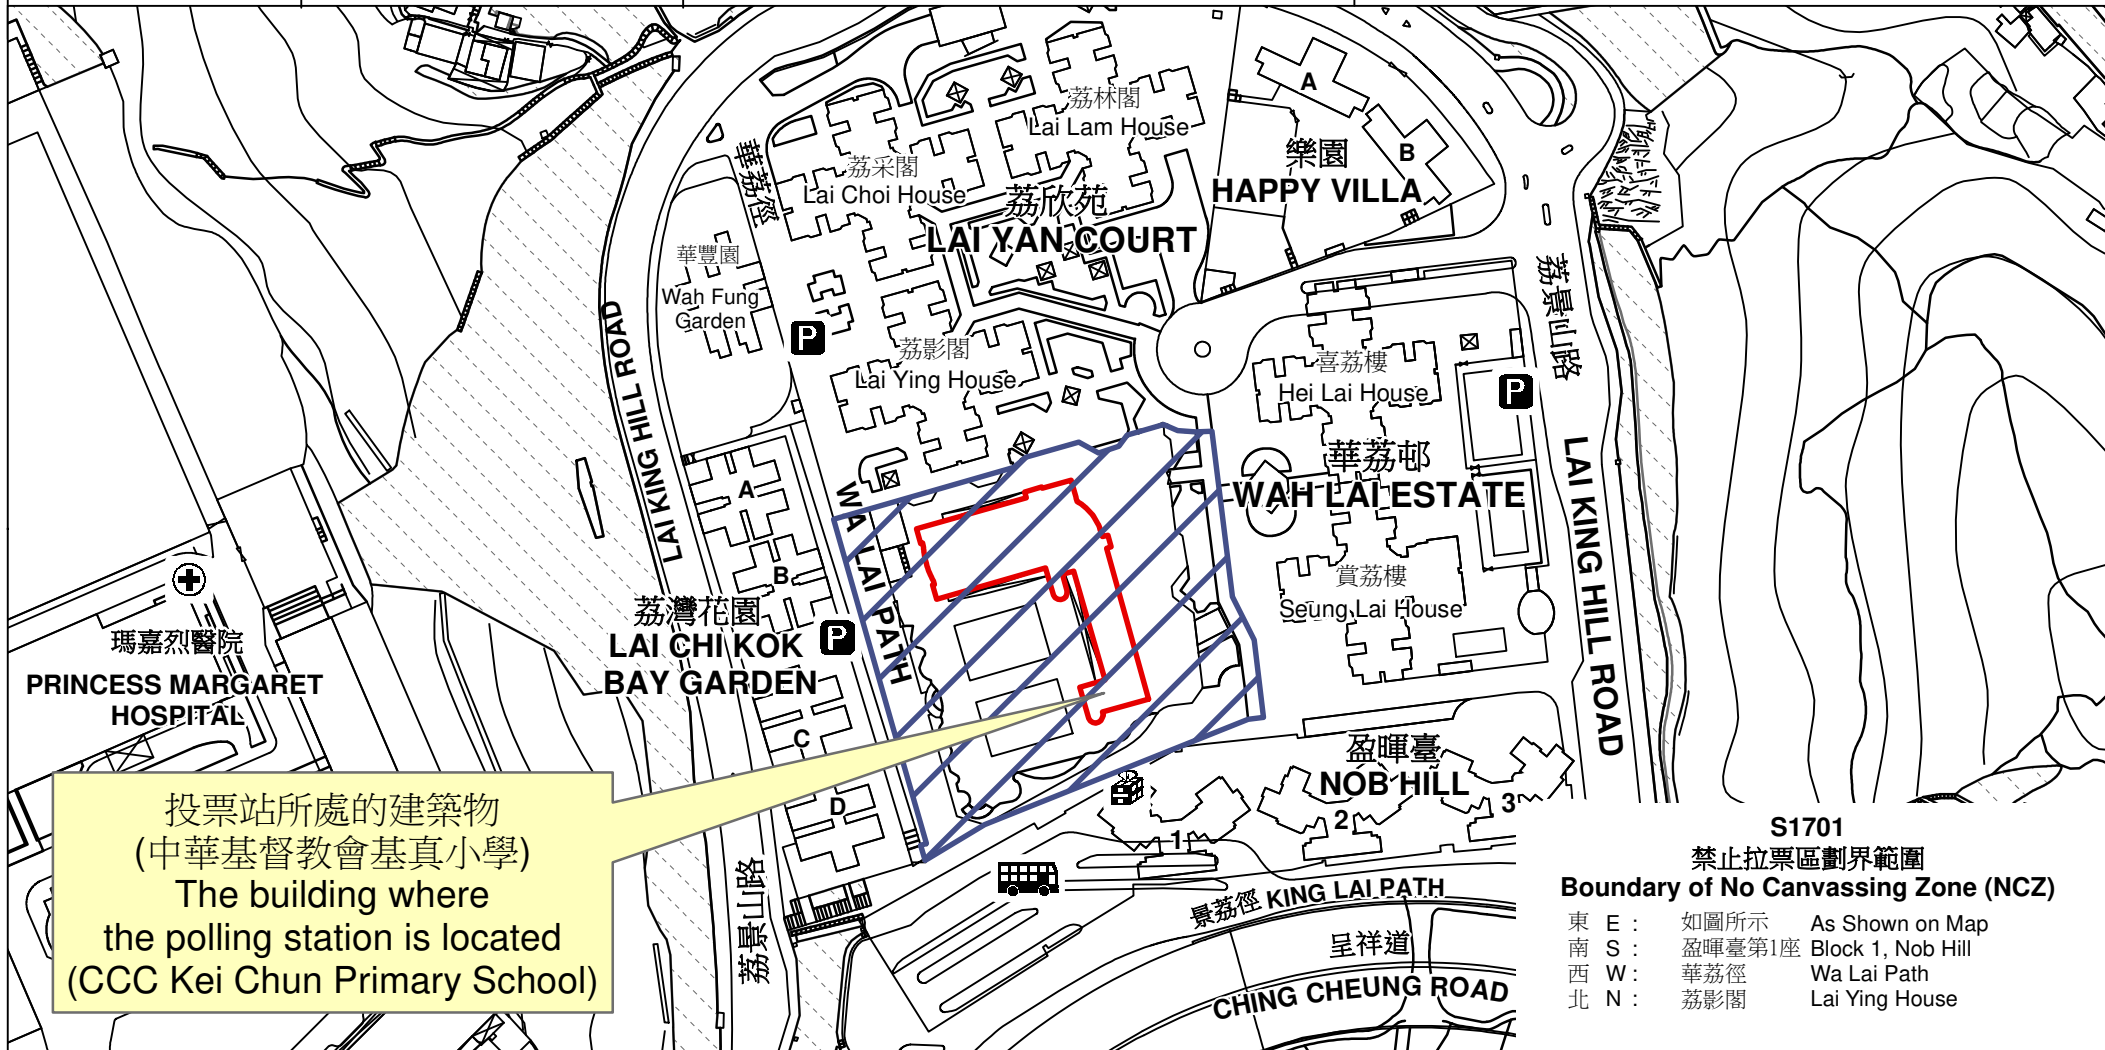 荔林閣
Lai Lam House
A
樂園
B
HAPPY VILLA
華荔徑
荔采閣
Lai Choi House
荔欣苑
LAI YAN COURT
華豐園
Wah Fung
Garden
P
荔影閣
Lai Ying House
喜荔樓
Hei Lai House
P
荔景山路
LAI KING HILL ROAD
華荔邨
WAH LAI ESTATE
LAI KING HILL ROAD
A
WA LAI PATH
B
賞荔樓
Seung Lai House
荔灣花園
LAI CHI KOK
BAY GARDEN
P
瑪嘉烈醫院
PRINCESS MARGARET
HOSPITAL
C
D
盈暉臺
NOB HILL
1
2
3
投票站所處的建築物
(中華基督教會基真小學)
The building where
the polling station is located
(CCC Kei Chun Primary School)
荔景山路
景荔徑 KING LAI PATH
呈祥道
CHING CHEUNG ROAD
S1701
禁止拉票區劃界範圍
Boundary of No Canvassing Zone (NCZ)
東 E : 如圖所示 As Shown on Map
南 S : 盈暉臺第1座 Block 1, Nob Hill
西 W : 華荔徑 Wa Lai Path
北 N : 荔影閣 Lai Ying House